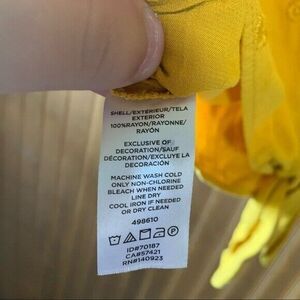 SHELL/EXTERIEUR/TELA
EXTERIOR
100%RAYON/RAYONNE/
RAYÓN
EXCLUSIVE OF
DECORATION/SAUF
DÉCORATION/EXCLUYE LA
DECORACIÓN
MACHINE WASH COLD
ONLY NON-CHLORINE
BLEACH WHEN NEEDED
LINE DRY
COOL IRON IF NEEDED
OR DRY CLEAN
498610
ID#70187
CA#57421
RN#140923